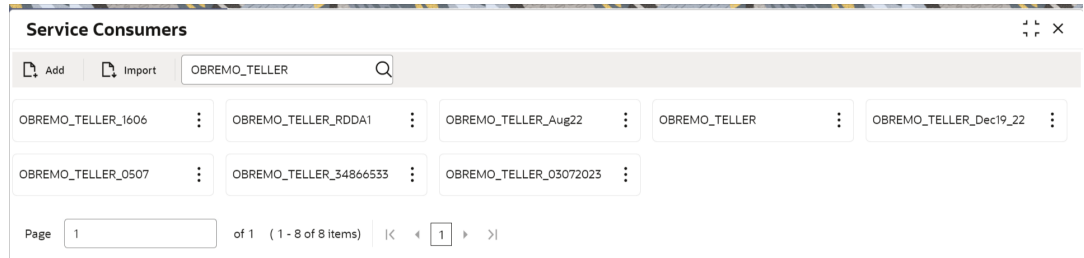 Service Consumers
Add Import OBREMO_TELLER
OBREMO_TELLER_1606 OBREMO_TELLER_RDDA1 OBREMO_TELLER_Aug22 OBREMO_TELLER OBREMO_TELLER_Dec19_22
OBREMO_TELLER_0507 OBREMO_TELLER_34866533 OBREMO_TELLER_03072023
Page 1 of 1 ( 1 - 8 of 8 items) 1